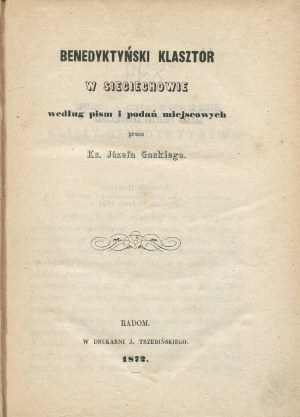 BENEDYKTYŃSKI KLASZTOR
W SIECIECHOWIE
według pism i podań miejscowych
przez
Ks. Józefa Gackiego.
RADOM.
W DRUKARNI J. TRZEBIŃSKIEGO.
1872.